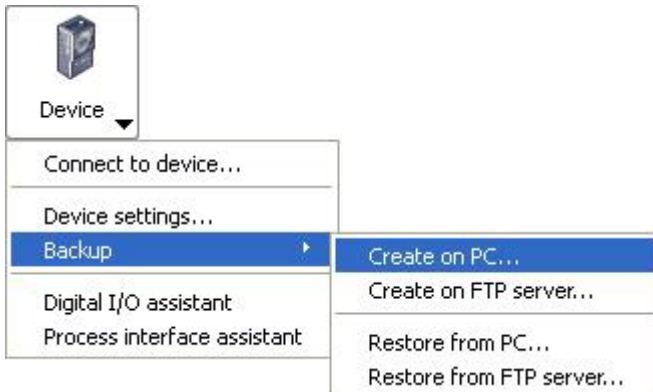 Device
Connect to device...
Device settings...
Backup
Create on PC...
Create on FTP server...
Digital I/O assistant
Process interface assistant
Restore from PC...
Restore from FTP server...